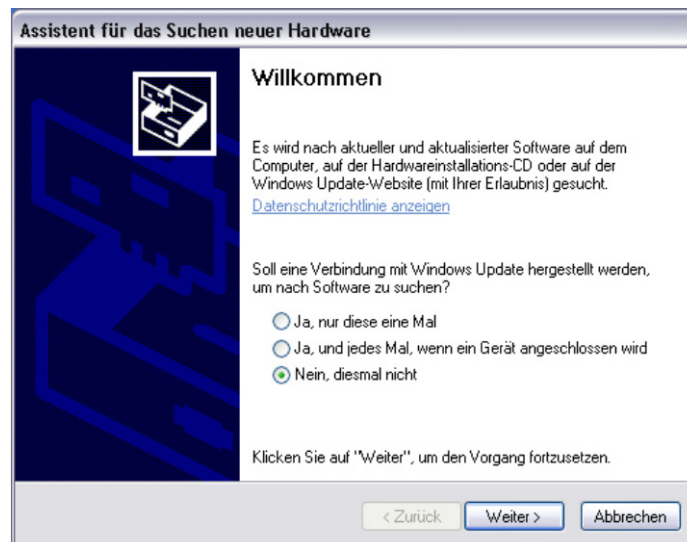 Assistent für das Suchen neuer Hardware
Willkommen
Es wird nach aktueller und aktualisierter Software auf dem
Computer, auf der Hardwareinstallations-CD oder auf der
Windows Update-Website (mit Ihrer Erlaubnis) gesucht.
Datenschutzrichtlinie anzeigen
Soll eine Verbindung mit Windows Update hergestellt werden,
um nach Software zu suchen?
Ja, nur diese eine Mal
Ja, und jedes Mal, wenn ein Gerät angeschlossen wird
Nein, diesmal nicht
Klicken Sie auf "Weiter", um den Vorgang fortzusetzen.
< Zurück Weiter > Abbrechen